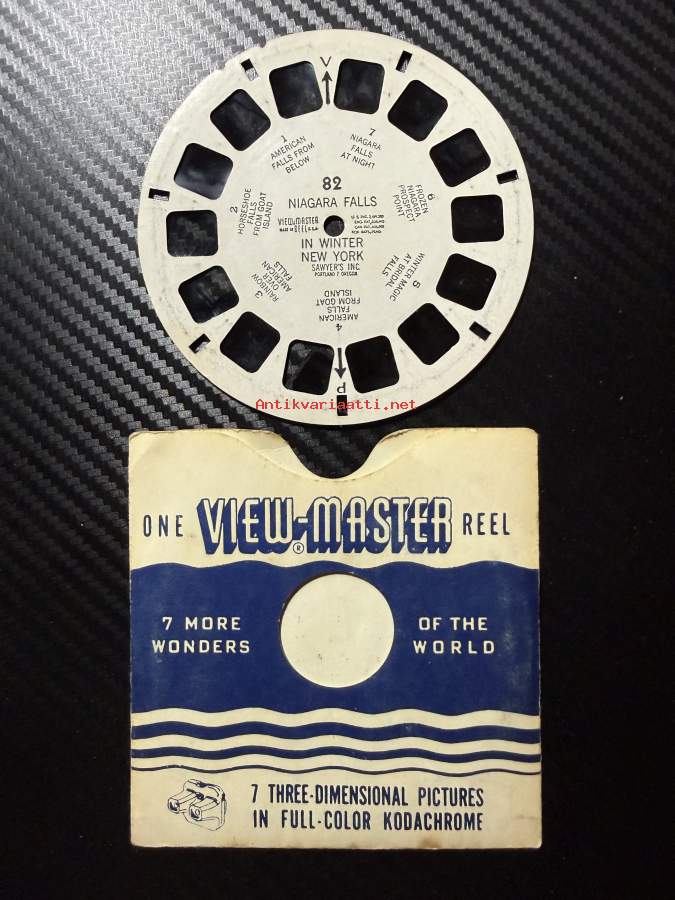 V
1
AMERICAN
FALLS FROM
BELOW
7
NIAGARA
FALLS
AT NIGHT
2
HORSESHOE
FALLS
FROM GOAT
ISLAND
82
NIAGARA FALLS
VIEW-MASTER
IN WINTER
NEW YORK
SAWYER'S INC.
PORTLAND 7 OREGON
6
FROZEN
NIAGARA
PROSPECT
POINT
3
RAINBOW
OVER
AMERICAN
FALLS
5
WINTER MAGIC
AT BRIDAL
FALLS
4
AMERICAN
FALLS
FROM GOAT
ISLAND
P
Antikvariaatti.net
ONE VIEW-MASTER® REEL
7 MORE WONDERS
OF THE WORLD
7 THREE-DIMENSIONAL PICTURES
IN FULL-COLOR KODACHROME